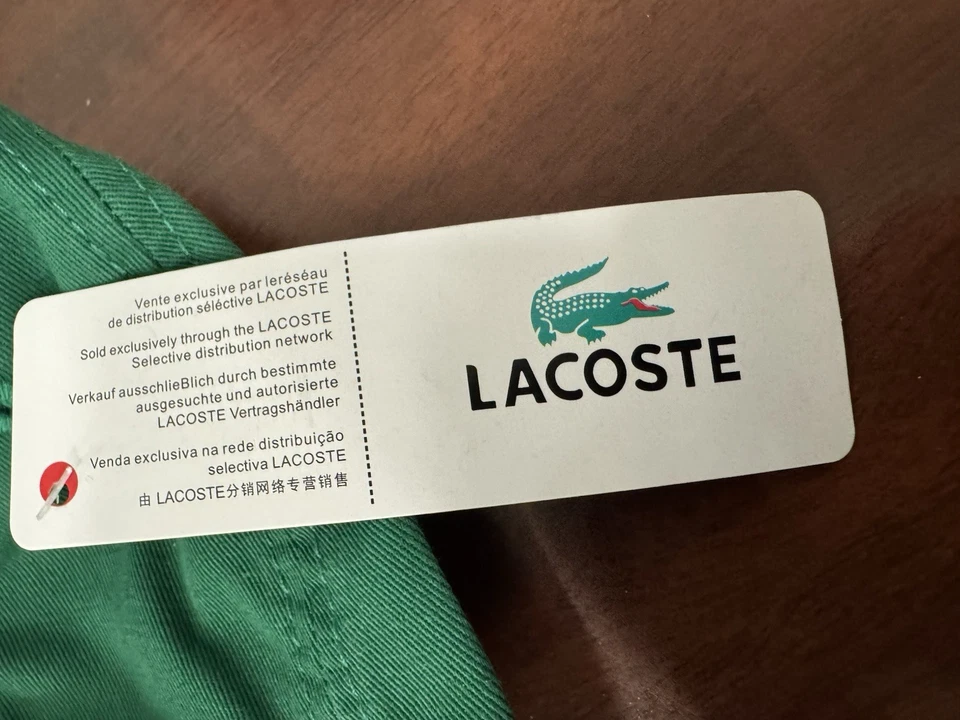 Vente exclusive par leréséau
de distribution séléctive LACOSTE
Sold exclusively through the LACOSTE
Selective distribution network
Verkauf ausschlieBlich durch bestimmte
ausgesuchte und autorisierte
LACOSTE Vertragshändler
Venda exclusiva na rede distribuição
selectiva LACOSTE
由 LACOSTE分销网络专营销售
LACOSTE